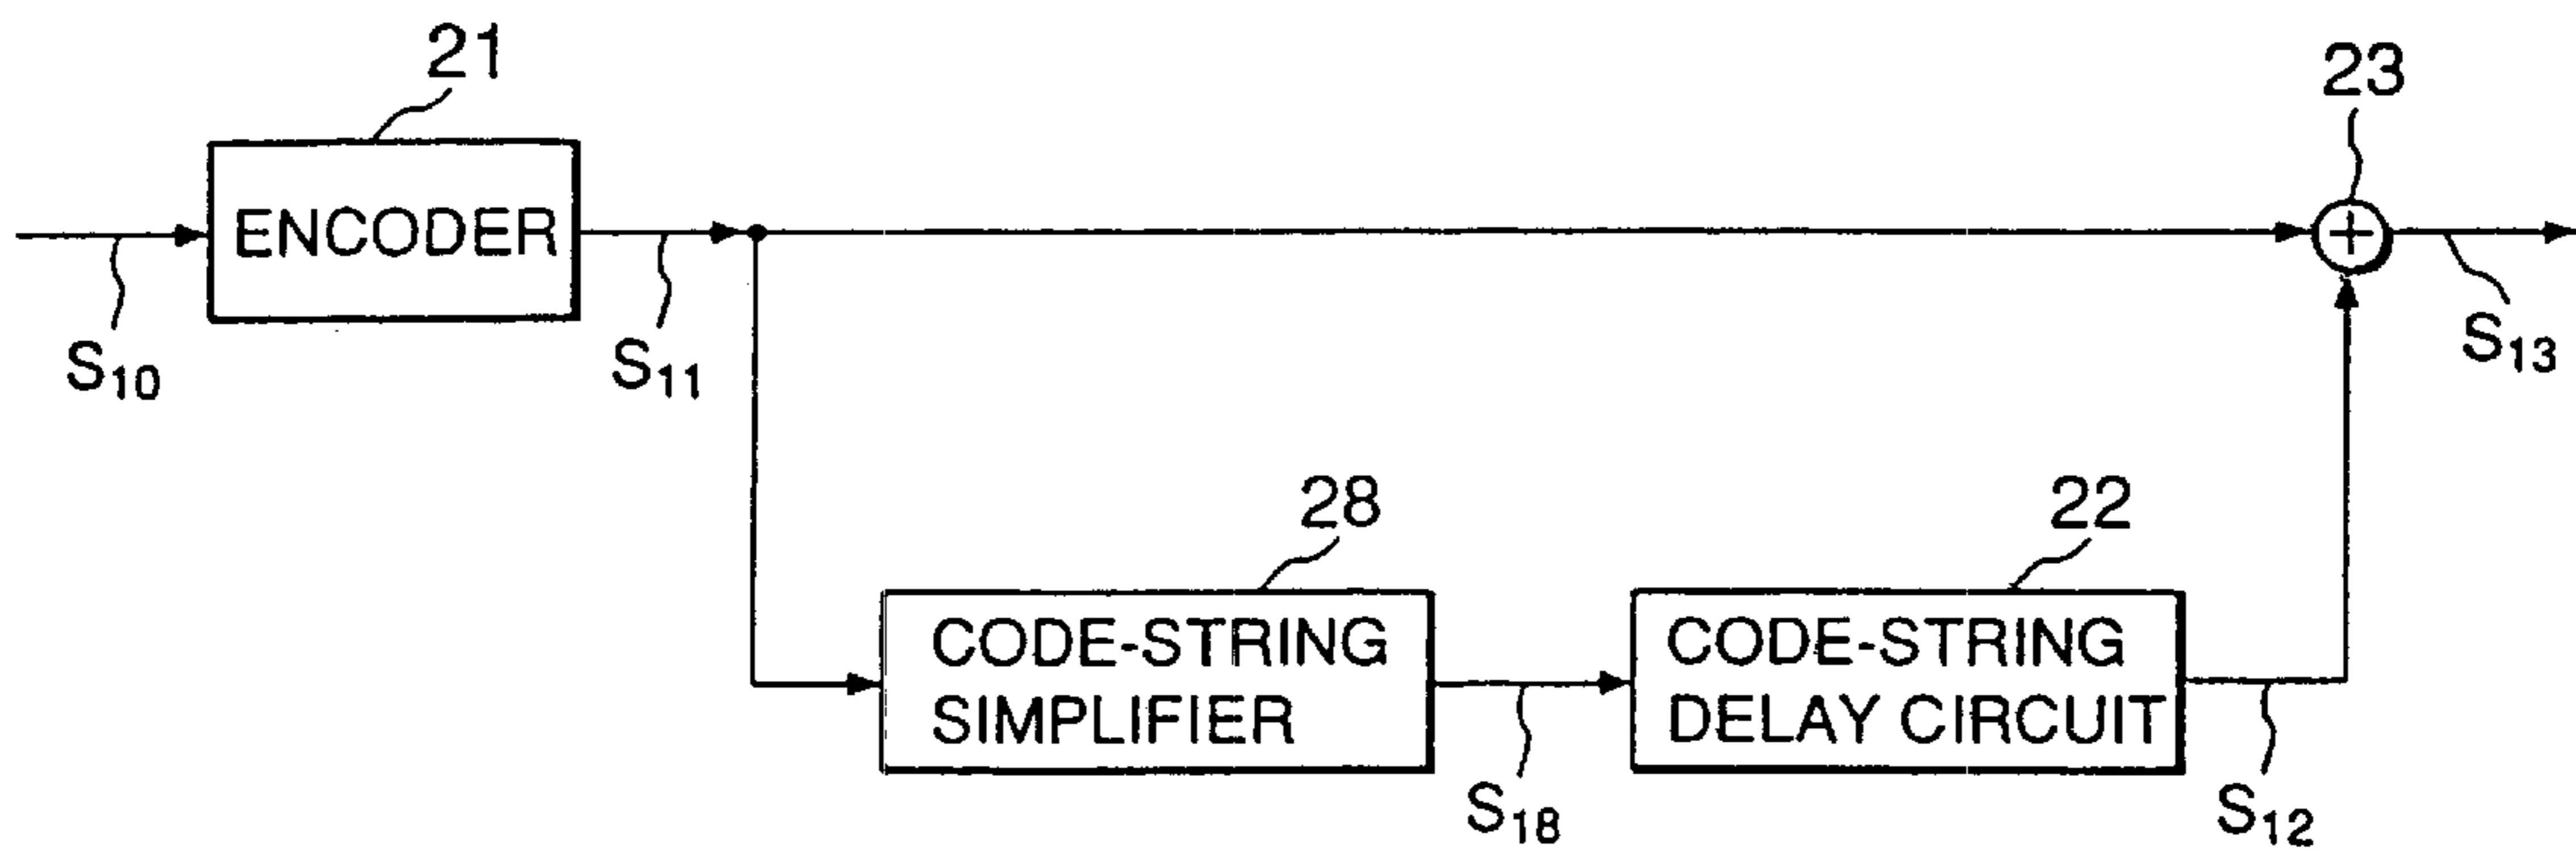 21
23
ENCODER
S10
S11
S13
28
22
CODE-STRING
SIMPLIFIER
CODE-STRING
DELAY CIRCUIT
S18
S12